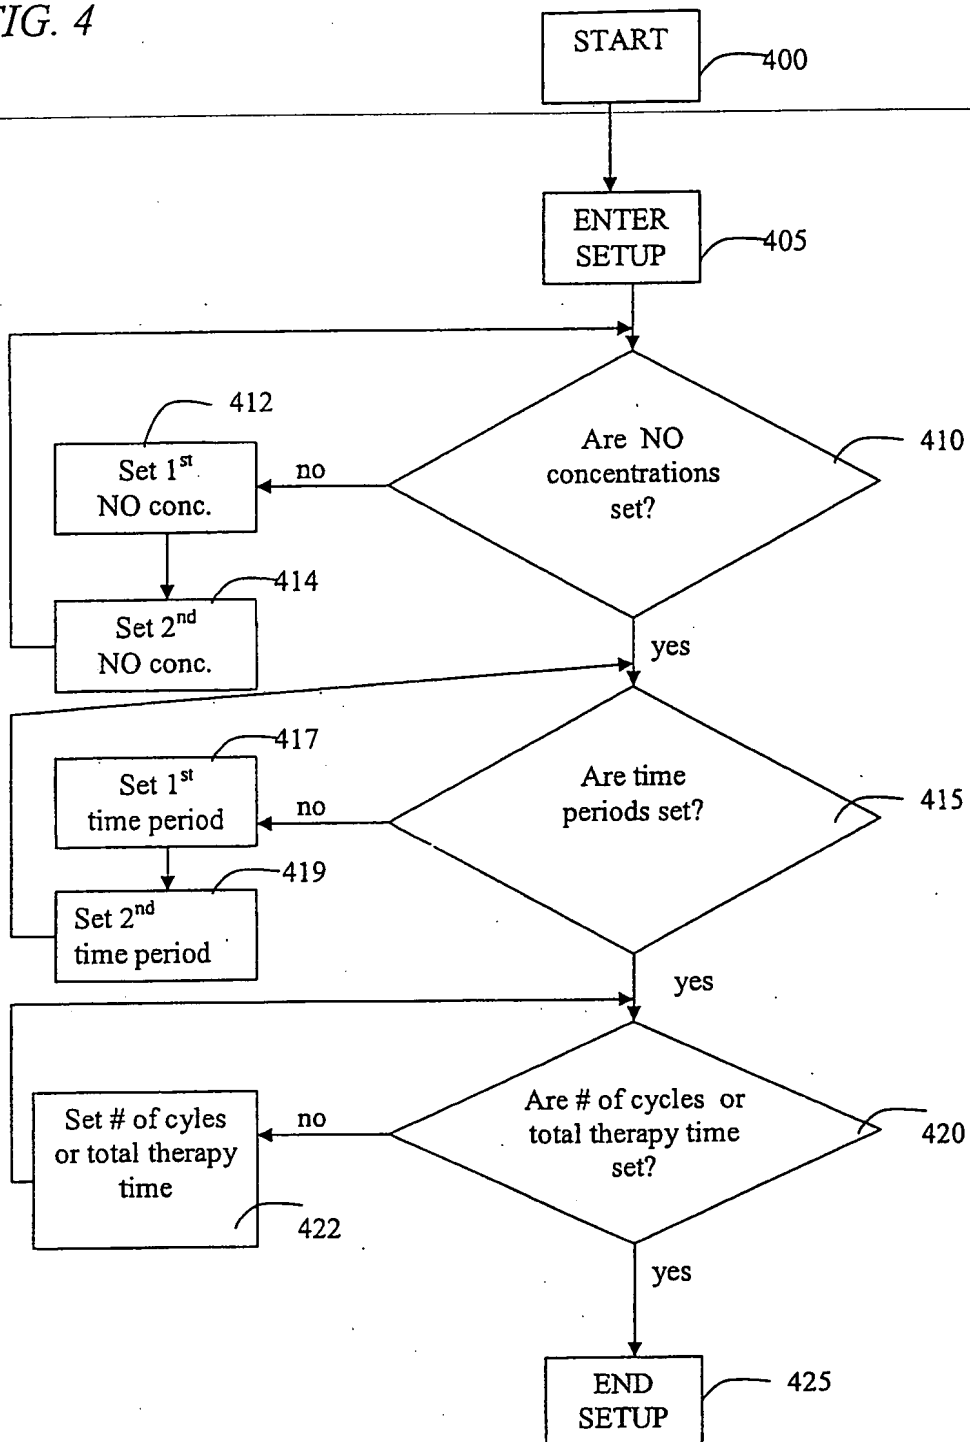 FIG. 4
START
400
ENTER
SETUP
405
Are NO
concentrations
set?
410
no
412
Set 1st
NO conc.
414
Set 2nd
NO conc.
yes
Are time
periods set?
415
no
417
Set 1st
time period
419
Set 2nd
time period
yes
Are # of cycles or
total therapy time
set?
420
no
Set # of cyles
or total therapy
time
422
yes
END
SETUP
425